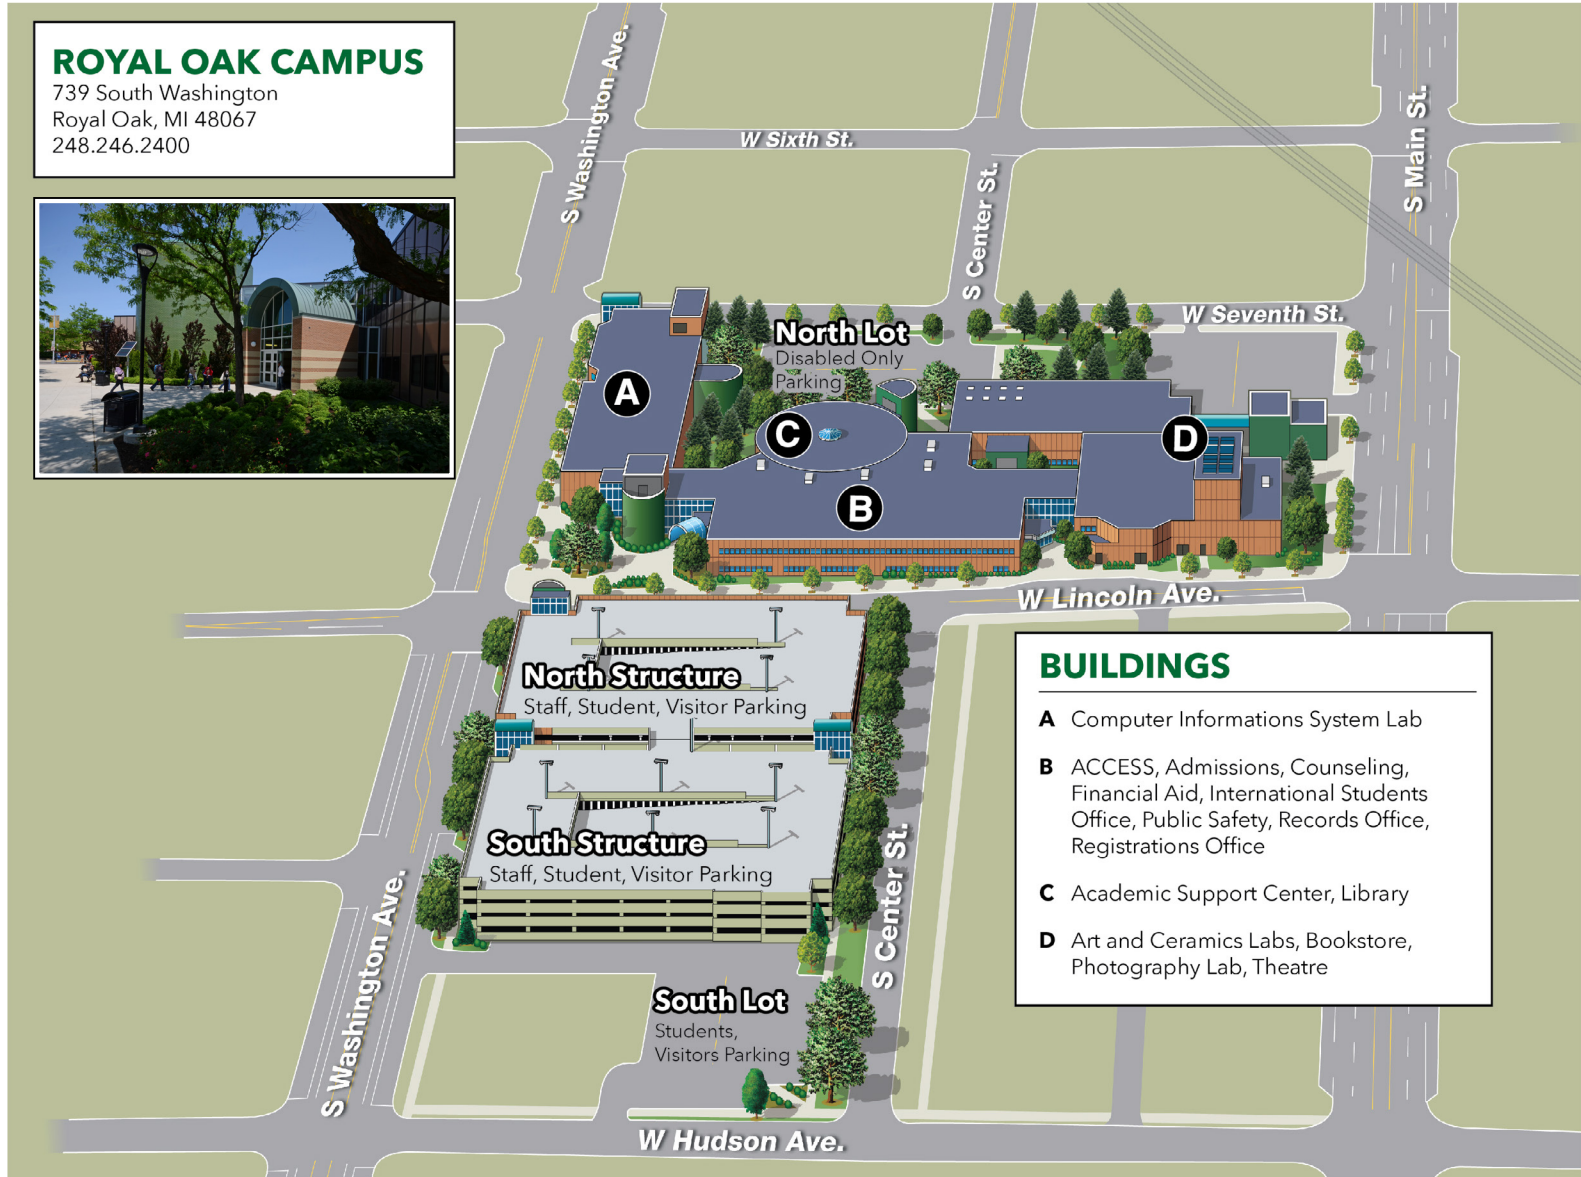 ROYAL OAK CAMPUS
739 South Washington
Royal Oak, MI 48067
248.246.2400
S Washington Ave.
W Sixth St.
S Center St.
S Main St.
W Seventh St.
North Lot
Disabled Only
Parking
A
C
D
B
W Lincoln Ave.
North Structure
Staff, Student, Visitor Parking
South Structure
Staff, Student, Visitor Parking
S Center St.
S Washington Ave.
South Lot
Students,
Visitors Parking
W Hudson Ave.
BUILDINGS
A Computer Informations System Lab
B ACCESS, Admissions, Counseling,
Financial Aid, International Students
Office, Public Safety, Records Office,
Registrations Office
C Academic Support Center, Library
D Art and Ceramics Labs, Bookstore,
Photography Lab, Theatre